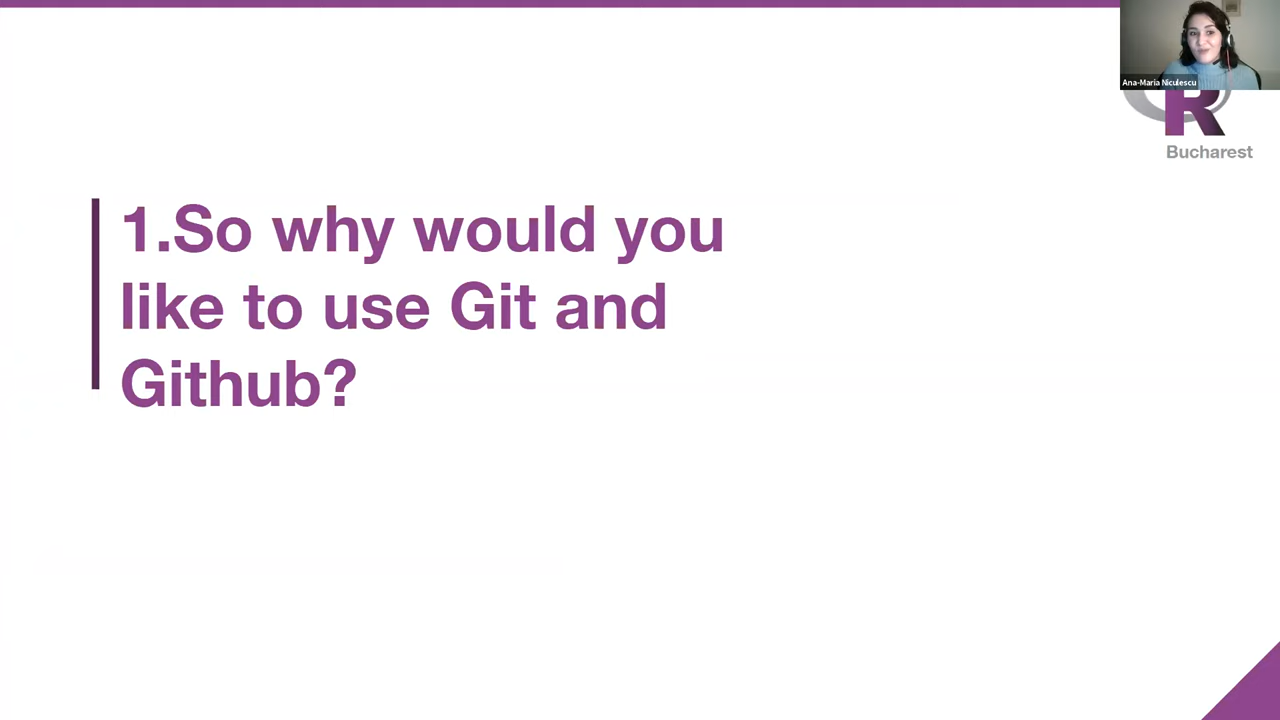 Ana-Maria Niculescu
R
Bucharest
1.So why would you
like to use Git and
Github?